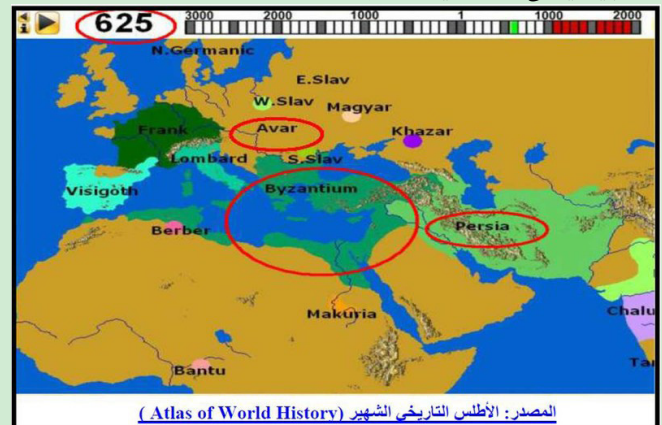 625
3000 2000 1000 1 1000 2000
N.Germanic
E.Slav
W.Slav
Magyar
Frank
Avar
Khazar
Lombard
S.Slav
Visigoth
Byzantium
Berber
Persia
Makuria
Chalu
Bantu
Ta
المصدر: الأطلس التاريخي الشهير (Atlas of World History )